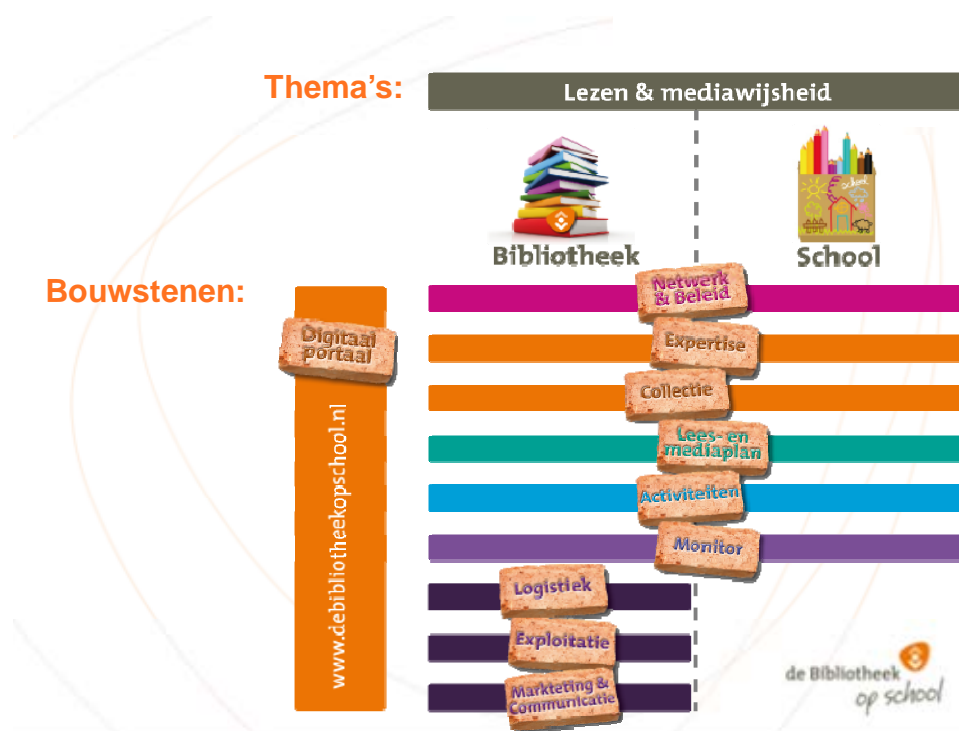 Thema's:
Lezen & mediawijsheid
school
Bibliotheek
School
Bouwstenen:
Netwerk
& Beleid
Digitaal
portaal
Expertise
Collectie
Lees- en
mediaplan
Activiteiten
Monitor
www.debibliotheekopschool.nl
Logistiek
Exploitatie
Markteting &
Communicatie
de Bibliotheek
op school